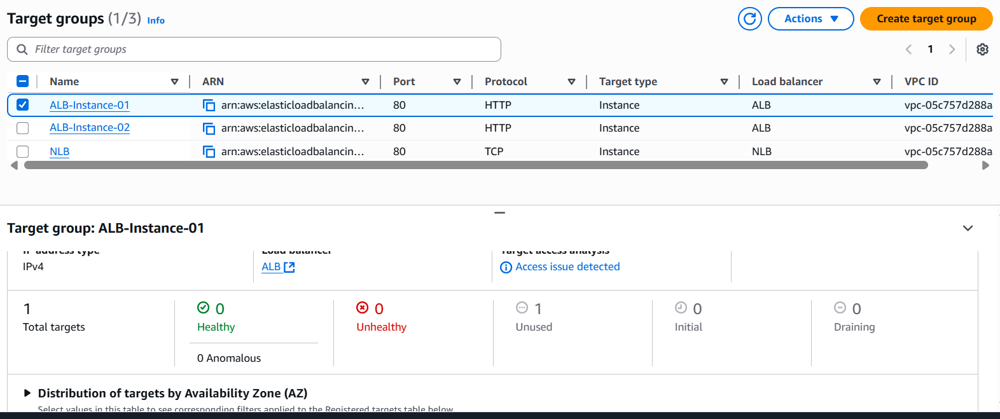 Target groups (1/3) Info
Actions
Create target group
Filter target groups
1
Name ARN Port Protocol Target type Load balancer VPC ID
ALB-Instance-01 arn:aws:elasticloadbalancin... 80 HTTP Instance ALB vpc-05c757d288a
ALB-Instance-02 arn:aws:elasticloadbalancin... 80 HTTP Instance ALB vpc-05c757d288a
NLB arn:aws:elasticloadbalancin... 80 TCP Instance NLB vpc-05c757d288a
Target group: ALB-Instance-01
IP address type Load balancer Target access analysis
IPv4 ALB Access issue detected
1 0 0 1 0 0
Total targets Healthy Unhealthy Unused Initial Draining
0 Anomalous
Distribution of targets by Availability Zone (AZ)
Select values in this table to see corresponding filters applied to the Registered targets table below.